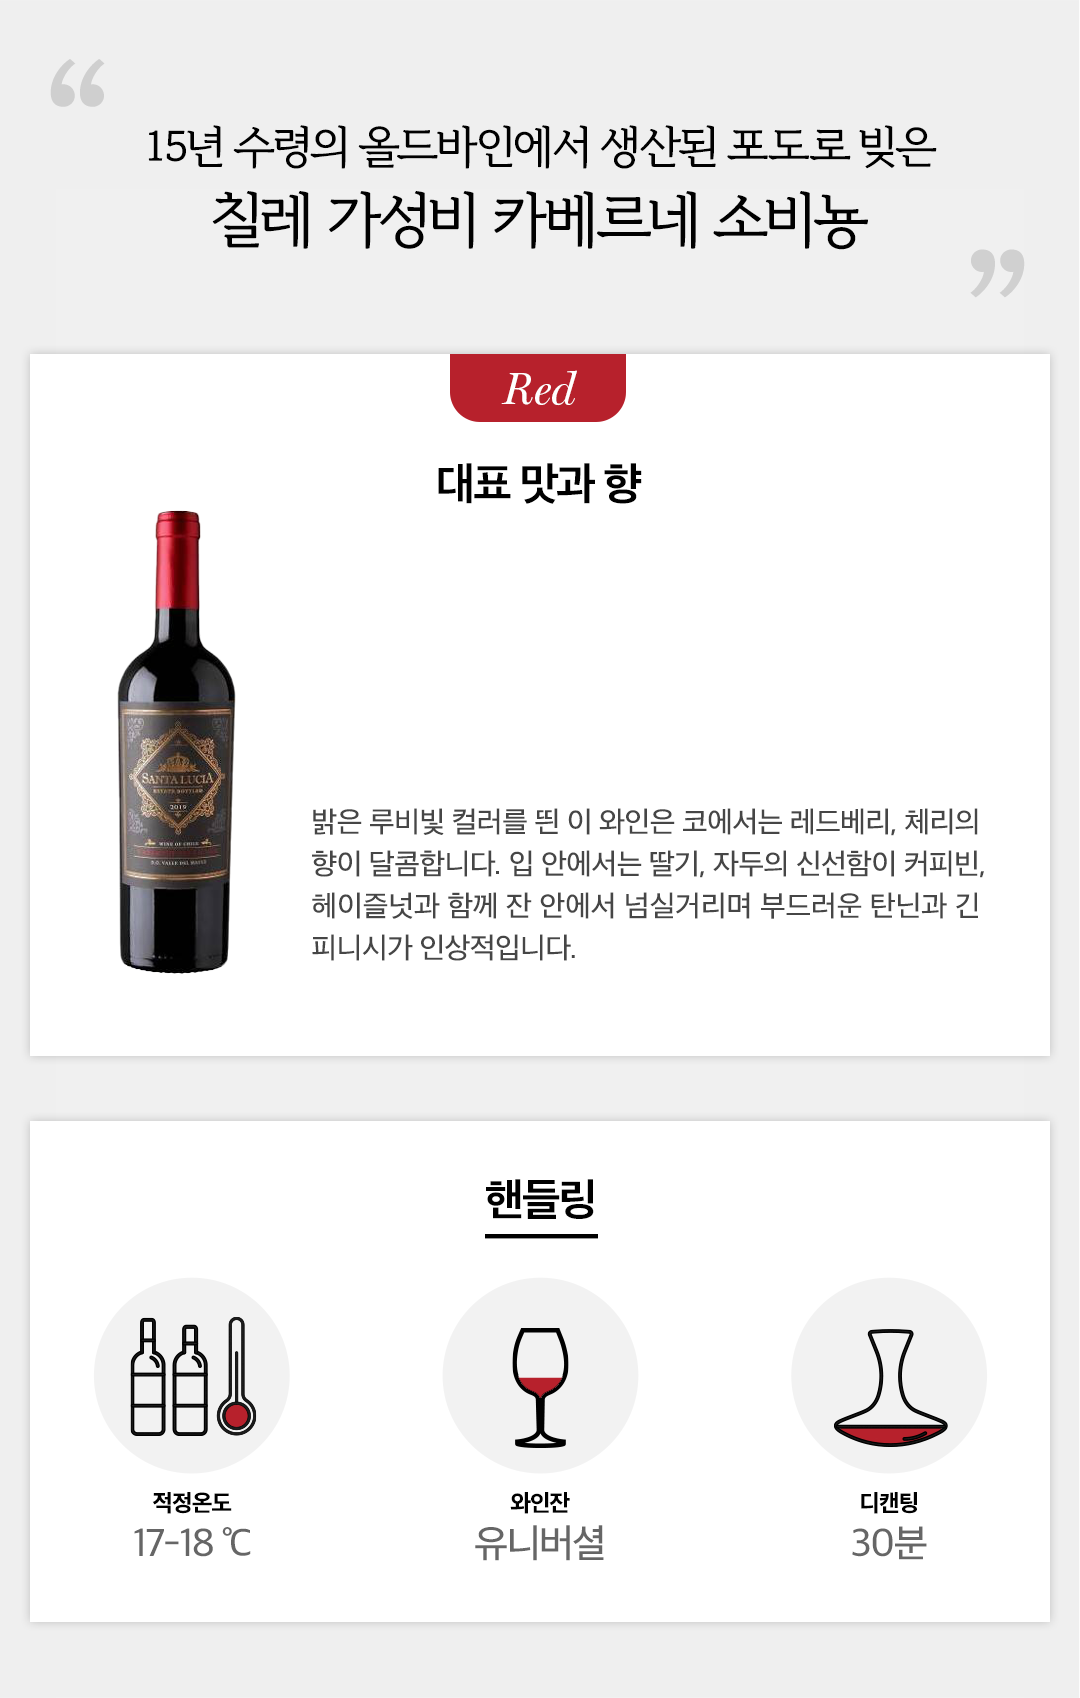 “
15년 수령의 올드바인에서 생산된 포도로 빚은
칠레 가성비 카베르네 소비뇽
”
Red
대표 맛과 향
SANTA LUCIA
ESTATE BOTTLED
2019
WINE OF CHILE
D.O. VALLE DEL MAIPO
밝은 루비빛 컬러를 띈 이 와인은 코에서는 레드베리, 체리의
향이 달콤합니다. 입 안에서는 딸기, 자두의 신선함이 커피빈,
헤이즐넛과 함께 잔 안에서 넘실거리며 부드러운 탄닌과 긴
피니시가 인상적입니다.
핸들링
적정온도
17-18 ℃
와인잔
유니버셜
디캔팅
30분